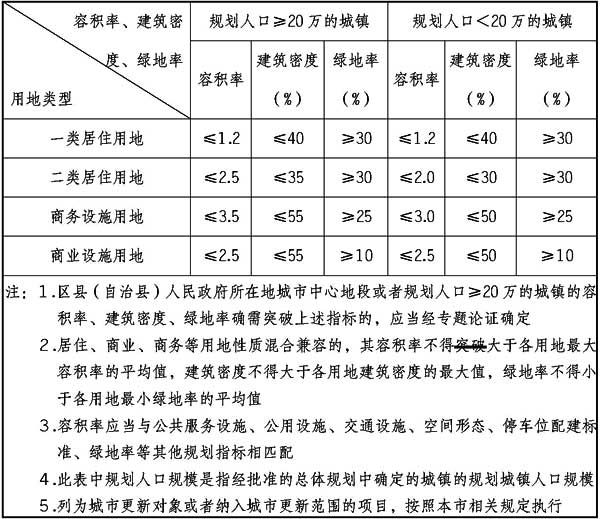 容积率、建筑密度、绿地率
用地类型
规划人口≥20万的城镇 规划人口<20万的城镇
容积率 建筑密度(%) 绿地率(%) 容积率 建筑密度(%) 绿地率(%)
一类居住用地 ≤1.2 ≤40 ≥30 ≤1.2 ≤40 ≥30
二类居住用地 ≤2.5 ≤35 ≥30 ≤2.0 ≤30 ≥30
商务设施用地 ≤3.5 ≤55 ≥25 ≤3.0 ≤50 ≥25
商业设施用地 ≤2.5 ≤55 ≥10 ≤2.5 ≤50 ≥10
注：1.区县（自治县）人民政府所在地城市中心地段或者规划人口≥20万的城镇的容
积率、建筑密度、绿地率确需突破上述指标的，应当经专题论证确定
2.居住、商业、商务等用地性质混合兼容的，其容积率不得突破大于各用地最大
容积率的平均值，建筑密度不得大于各用地建筑密度的最大值，绿地率不得小
于各用地最小绿地率的平均值
3.容积率应当与公共服务设施、公用设施、交通设施、空间形态、停车位配建标
准、绿地率等其他规划指标相匹配
4.此表中规划人口规模是指经批准的总体规划中确定的城镇的规划城镇人口规模
5.列为城市更新对象或者纳入城市更新范围的项目，按照本市相关规定执行